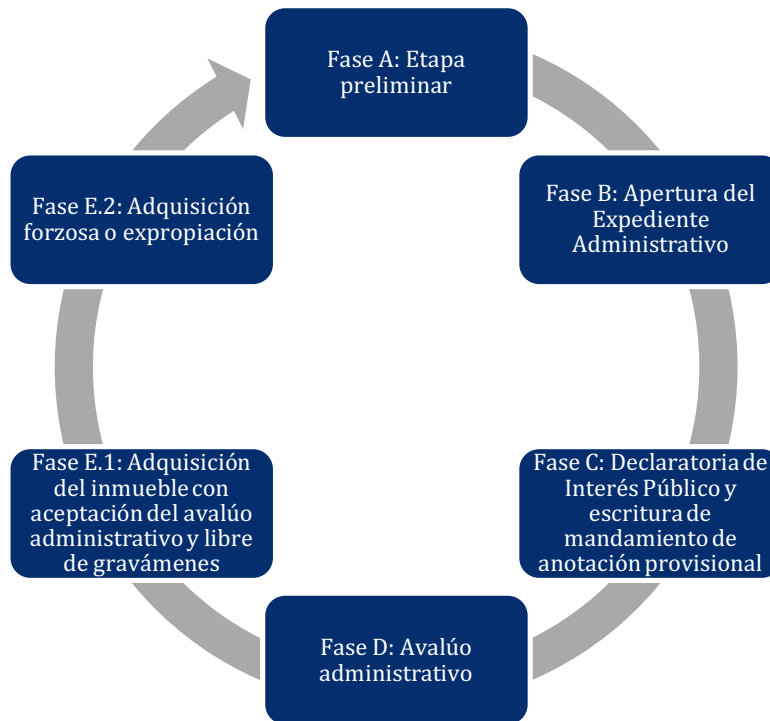 Fase A: Etapa
preliminar
Fase B: Apertura del
Expediente
Administrativo
Fase C: Declaratoria de
Interés Público y
escritura de
mandamiento de
anotación provisional
Fase D: Avalúo
administrativo
Fase E.1: Adquisición
del inmueble con
aceptación del avalúo
administrativo y libre
de gravámenes
Fase E.2: Adquisición
forzosa o expropiación